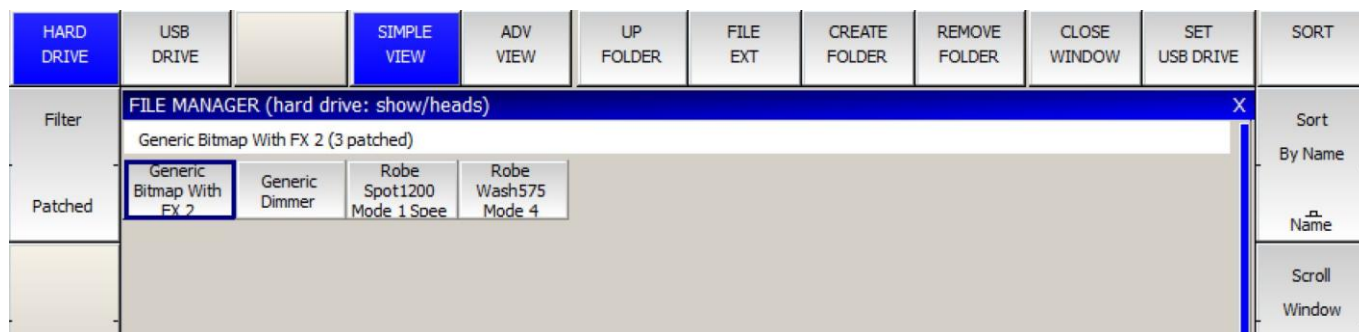 HARD DRIVE
USB DRIVE
SIMPLE VIEW
ADV VIEW
UP FOLDER
FILE EXT
CREATE FOLDER
REMOVE FOLDER
CLOSE WINDOW
SET USB DRIVE
SORT
Filter
Patched
FILE MANAGER (hard drive: show/heads) X
Generic Bitmap With FX 2 (3 patched)
Generic
Bitmap With
FX 2
Generic
Dimmer
Robe
Spot1200
Mode 1 Spee
Robe
Wash575
Mode 4
Sort
By Name
Name
Scroll
Window